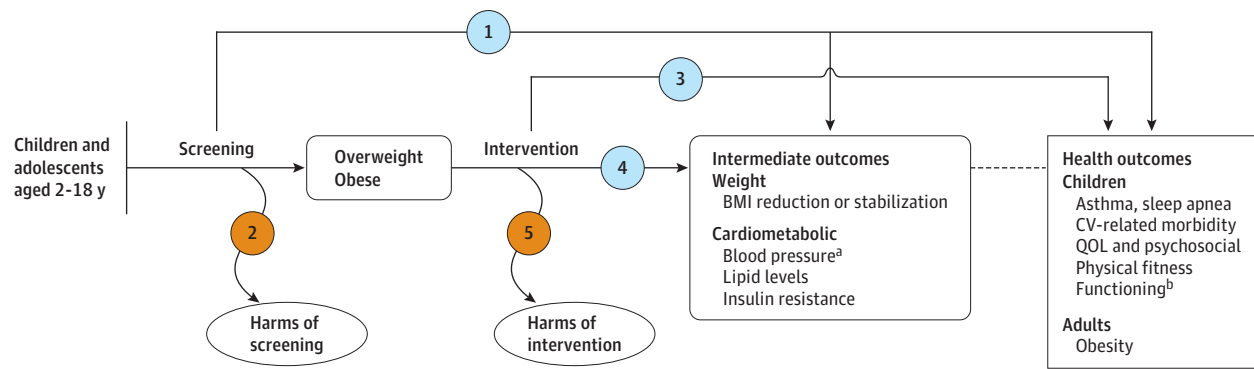 1
3
Children and
adolescents
aged 2-18 y
Screening
Overweight
Obese
Intervention
4
2
5
Harms of
screening
Harms of
intervention
Intermediate outcomes
Weight
BMI reduction or stabilization
Cardiometabolic
Blood pressureᵃ
Lipid levels
Insulin resistance
Health outcomes
Children
Asthma, sleep apnea
CV-related morbidity
QOL and psychosocial
Physical fitness
Functioningᵇ
Adults
Obesity